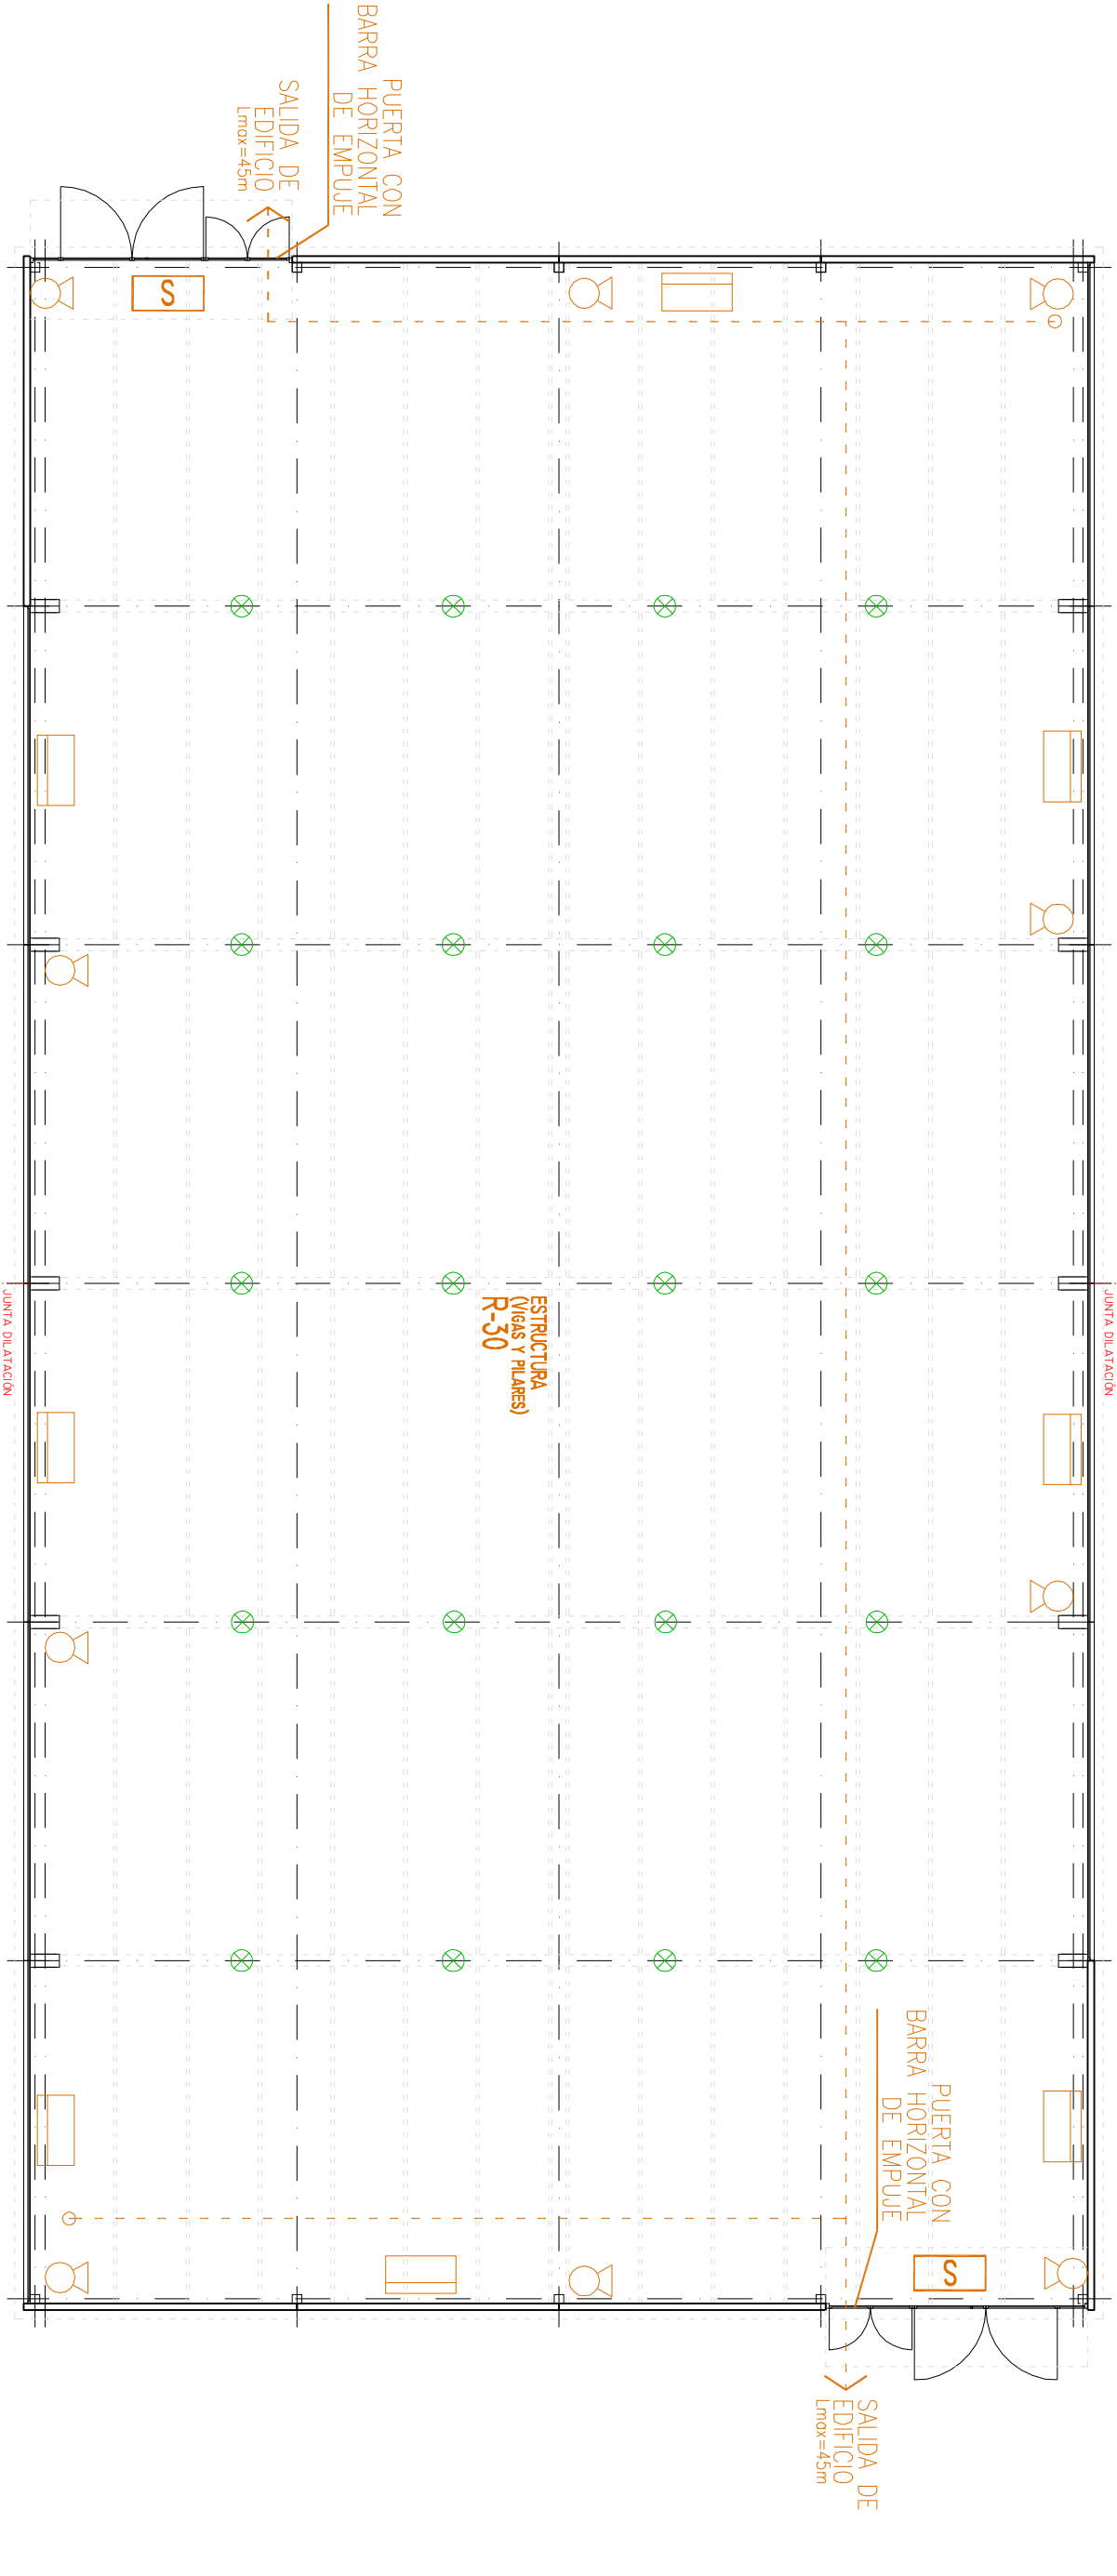 PUERTA CON
BARRA HORIZONTAL
DE EMPUJE
SALIDA DE
EDIFICIO
Lmax=45m
S
ESTRUCTURA
(VIGAS Y PILARES)
R-30
JUNTA DILATACIÓN
JUNTA DILATACIÓN
PUERTA CON
BARRA HORIZONTAL
DE EMPUJE
S
SALIDA DE
EDIFICIO
Lmax=45m